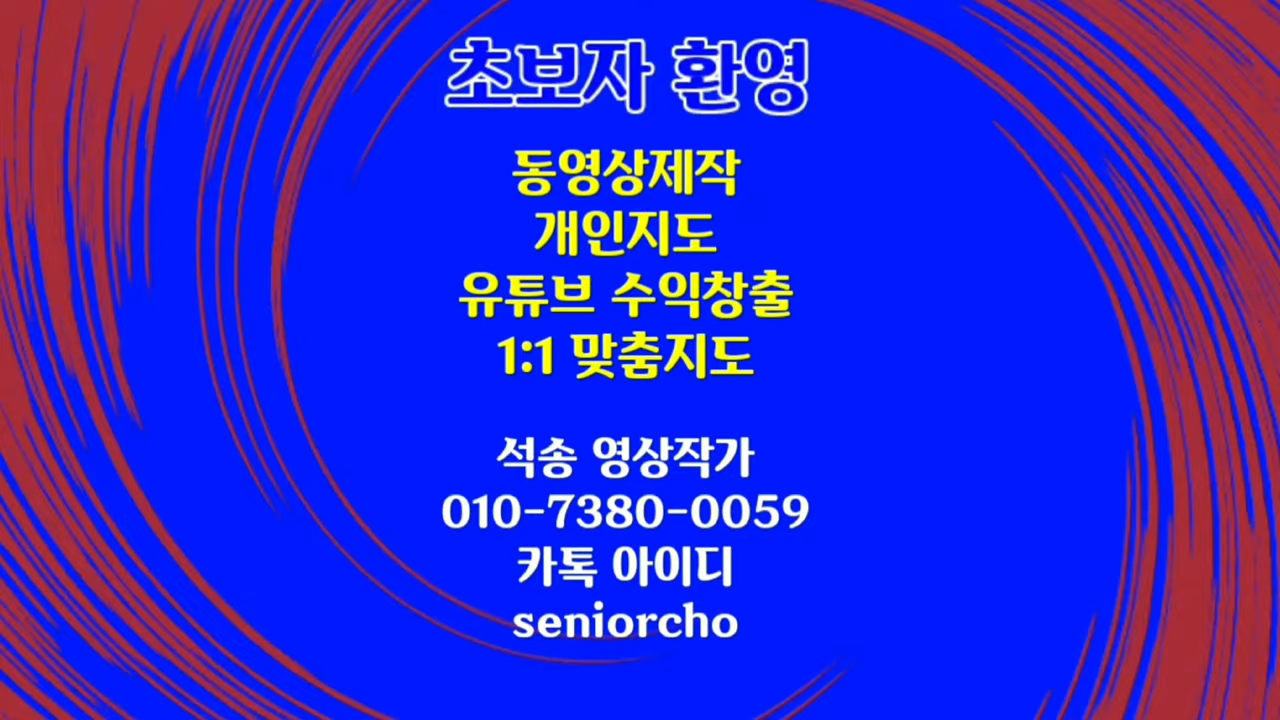 초보자 환영
동영상제작
개인지도
유튜브 수익창출
1:1 맞춤지도
석송 영상작가
010-7380-0059
카톡 아이디
seniorcho